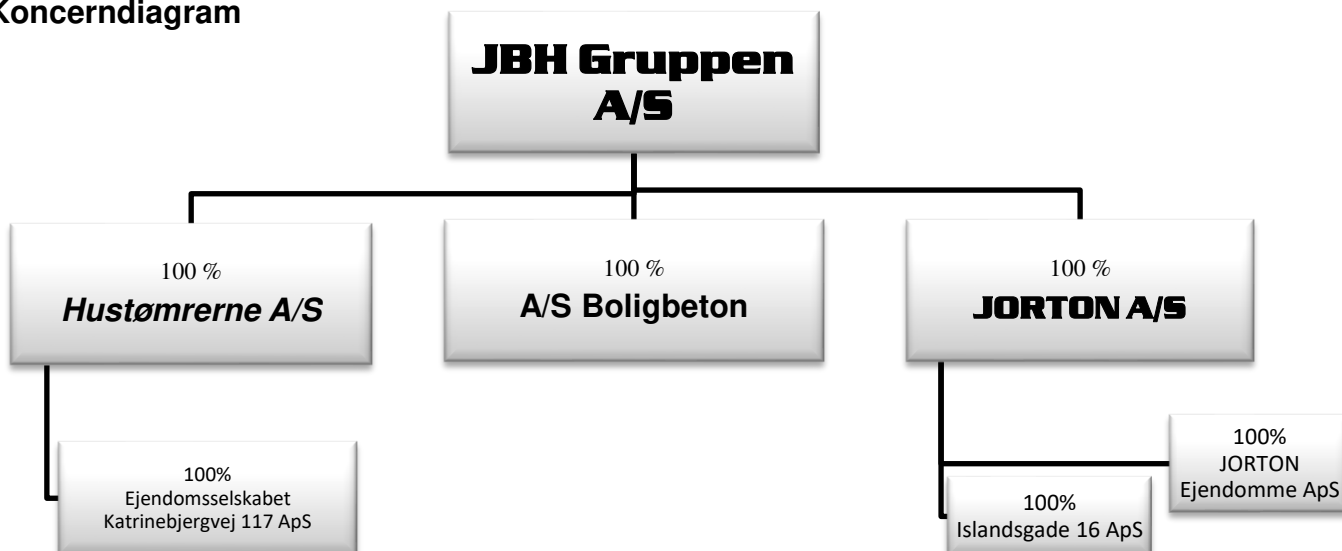 Koncerndiagram
JBH Gruppen
A/S
100 %
Hustømrerne A/S
100 %
A/S Boligbeton
100 %
JORTON A/S
100%
Ejendomsselskabet
Katrinebjergvej 117 ApS
100%
Islandsgade 16 ApS
100%
JORTON
Ejendomme ApS